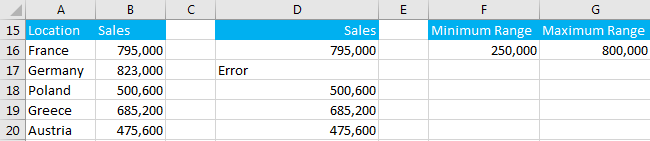 A B C D E F G
15 Location Sales Sales Minimum Range Maximum Range
16 France 795,000 795,000 250,000 800,000
17 Germany 823,000 Error
18 Poland 500,600 500,600
19 Greece 685,200 685,200
20 Austria 475,600 475,600